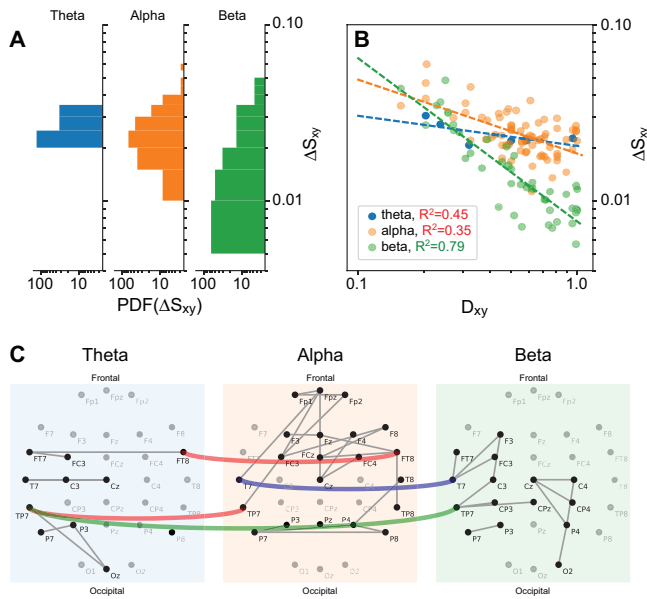 A
Theta
Alpha
Beta
0.10
ΔSxy
0.01
100 10
100 10
100 10
PDF(ΔSxy)
B
0.10
ΔSxy
0.01
theta, R²=0.45
alpha, R²=0.35
beta, R²=0.79
0.1
0.2
0.4
1.0
Dxy
C
Theta
Alpha
Beta
Frontal
Fp1 Fpz Fp2
F7 F3 Fz F4 F8
FT7 FC3 FCz FC4 FT8
T7 C3 Cz C4 T8
TP7 CP3 CPz CP4 TP8
P7 P3 Pz P4 P8
O1 Oz O2
Occipital
Frontal
Fp1 Fpz Fp2
F7 F3 Fz F4 F8
FT7 FC3 FCz FC4 FT8
T7 C3 Cz C4 T8
TP7 CP3 CPz CP4 TP8
P7 P3 Pz P4 P8
O1 Oz O2
Occipital
Frontal
Fp1 Fpz Fp2
F7 F3 Fz F4 F8
FT7 FC3 FCz FC4 FT8
T7 C3 Cz C4 T8
TP7 CP3 CPz CP4 TP8
P7 P3 Pz P4 P8
O1 Oz O2
Occipital